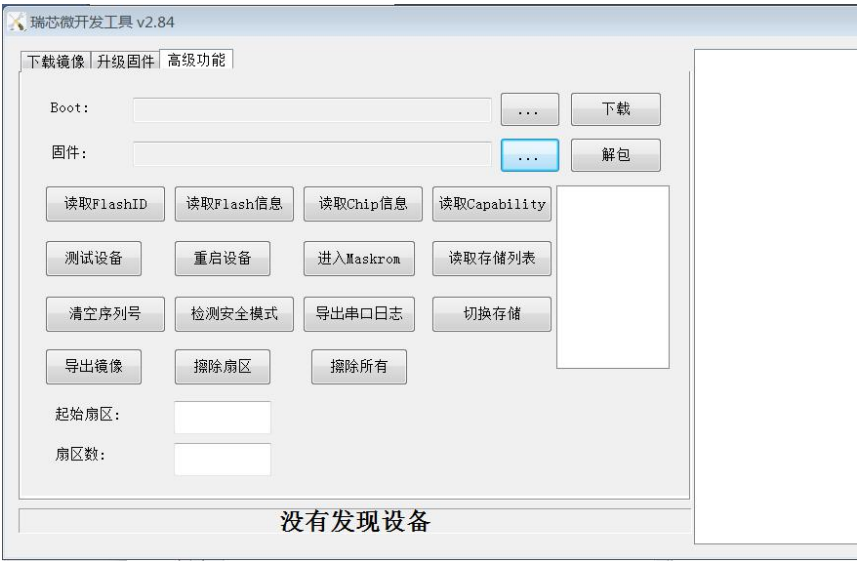 瑞芯微开发工具 v2.84
下载镜像 升级固件 高级功能
Boot: ... 下载
固件: ... 解包
读取FlashID 读取Flash信息 读取Chip信息 读取Capability
测试设备 重启设备 进入Maskrom 读取存储列表
清空序列号 检测安全模式 导出串口日志 切换存储
导出镜像 擦除扇区 擦除所有
起始扇区:
扇区数:
没有发现设备